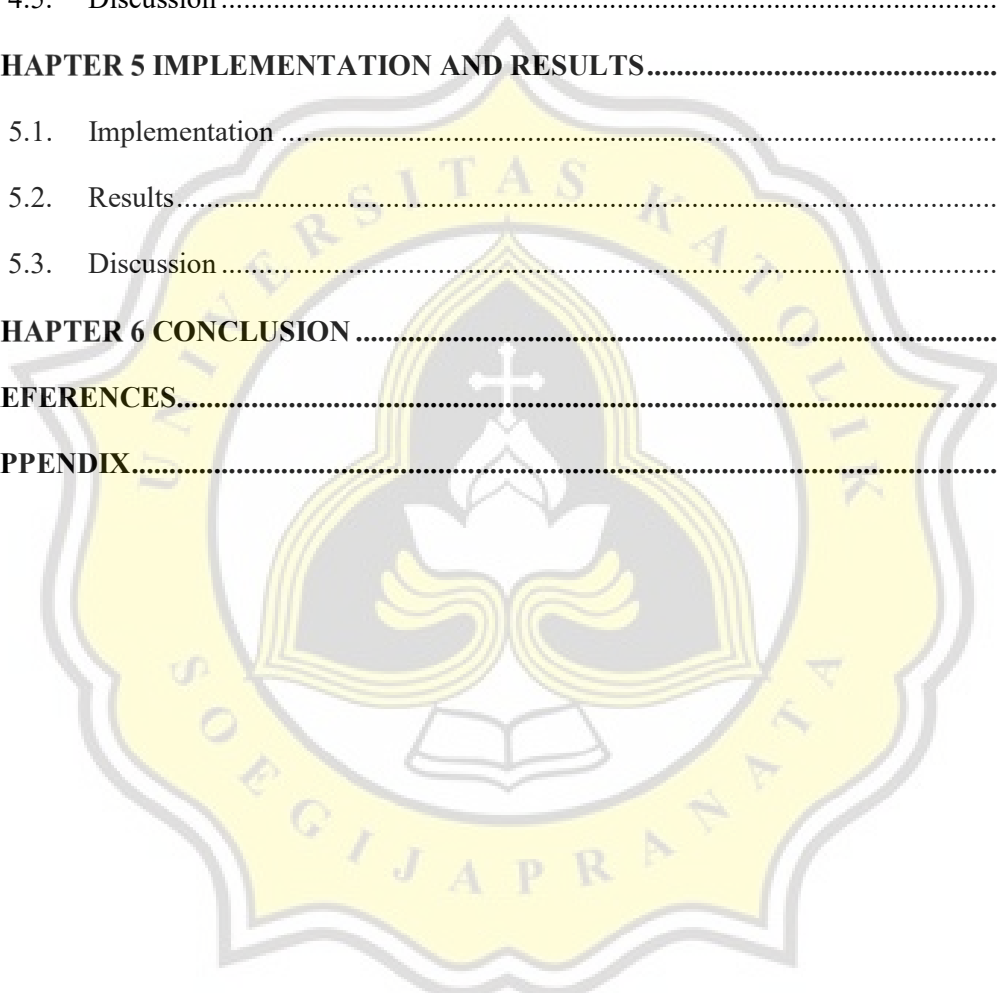 4.3. Discussion
HAPTER 5 IMPLEMENTATION AND RESULTS
5.1. Implementation
5.2. Results
5.3. Discussion
HAPTER 6 CONCLUSION
EFERENCES
PPENDIX
UNIVERSITAS KATOLIK
SOEGIJAPRANATA